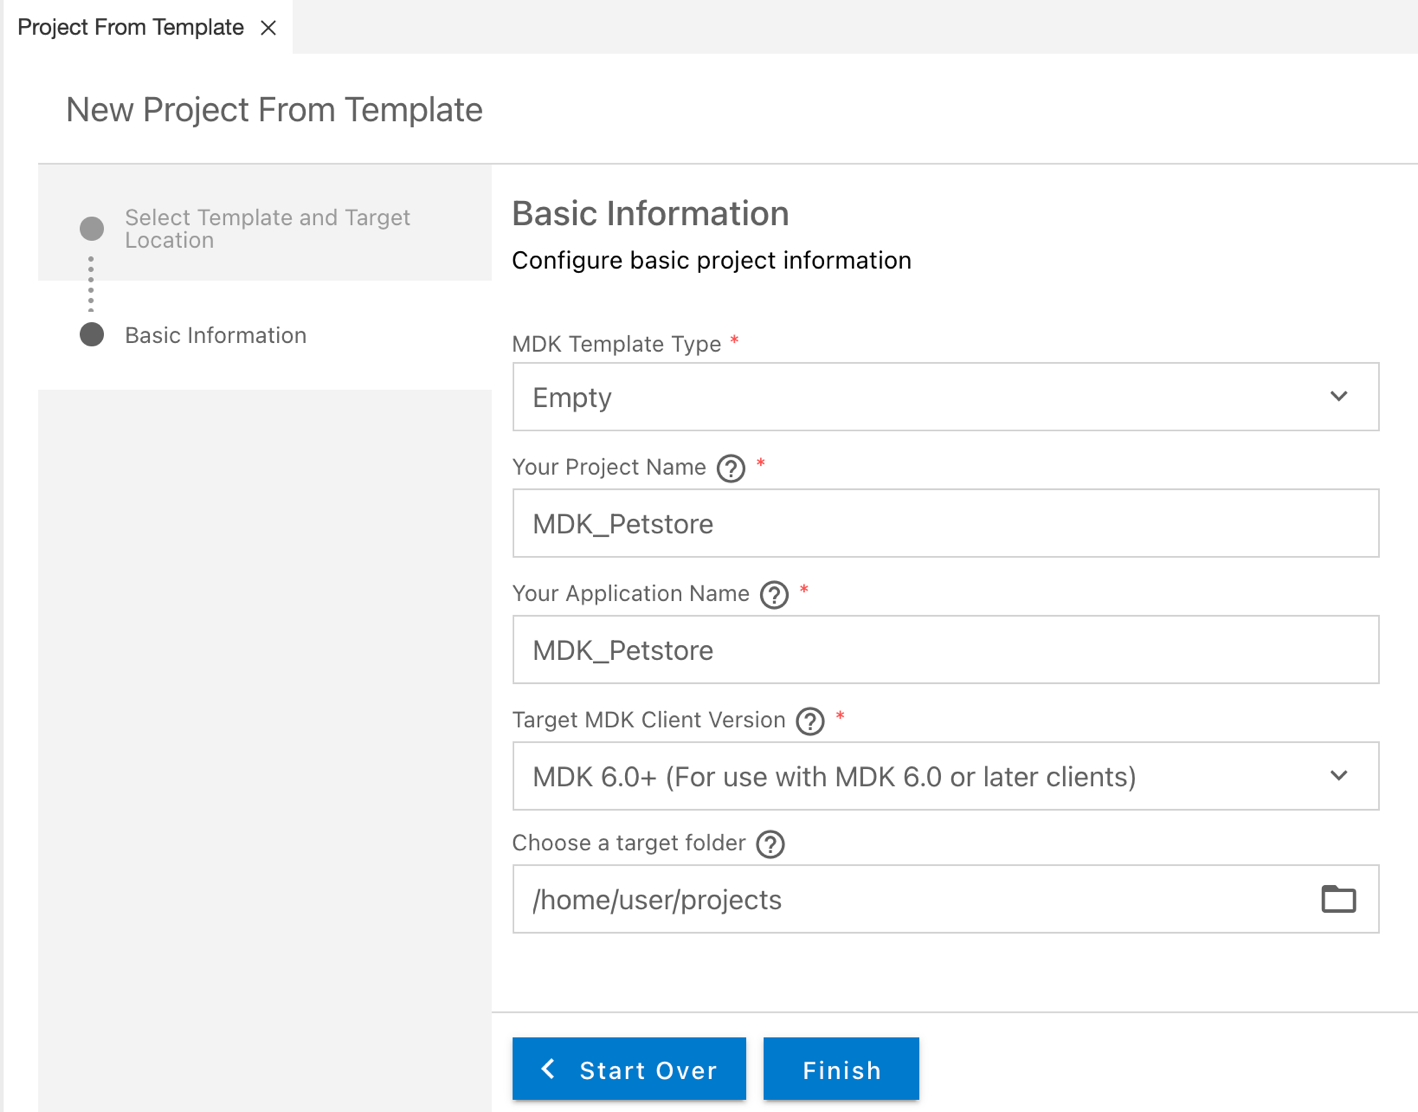 Project From Template
New Project From Template
Select Template and Target
Location
Basic Information
Basic Information
Configure basic project information
MDK Template Type *
Empty
Your Project Name ? *
MDK_Petstore
Your Application Name ? *
MDK_Petstore
Target MDK Client Version ? *
MDK 6.0+ (For use with MDK 6.0 or later clients)
Choose a target folder ?
/home/user/projects
Start Over
Finish